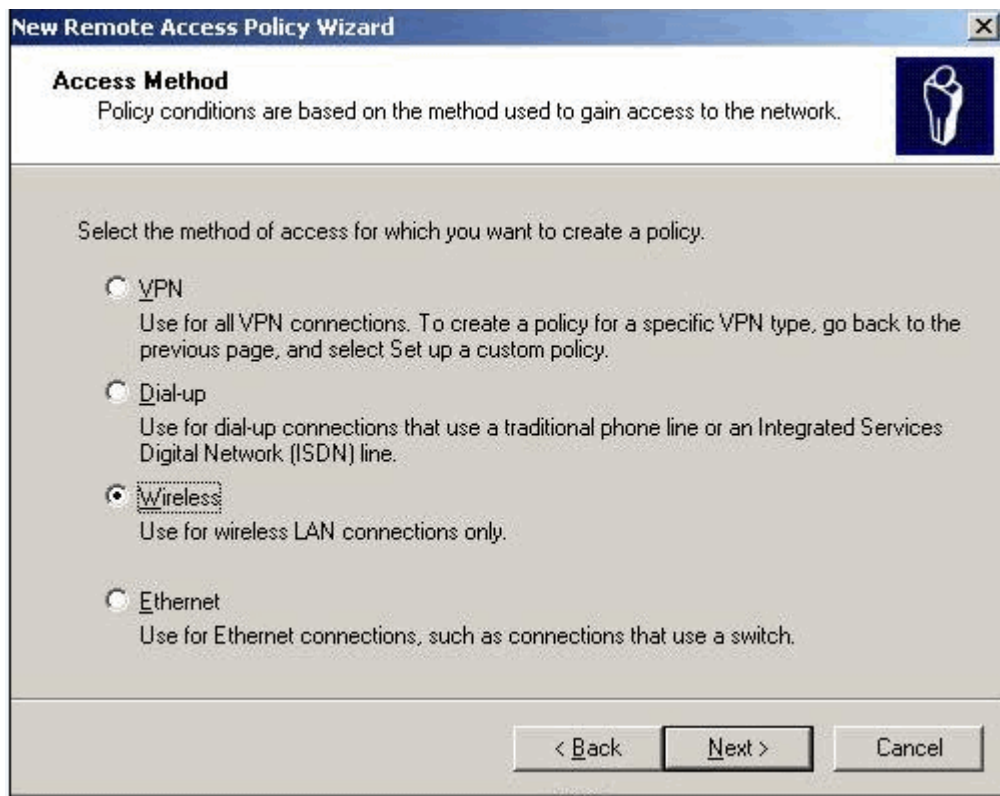 New Remote Access Policy Wizard
Access Method
Policy conditions are based on the method used to gain access to the network.
Select the method of access for which you want to create a policy.
VPN
Use for all VPN connections. To create a policy for a specific VPN type, go back to the
previous page, and select Set up a custom policy.
Dial-up
Use for dial-up connections that use a traditional phone line or an Integrated Services
Digital Network (ISDN) line.
Wireless
Use for wireless LAN connections only.
Ethernet
Use for Ethernet connections, such as connections that use a switch.
< Back Next > Cancel